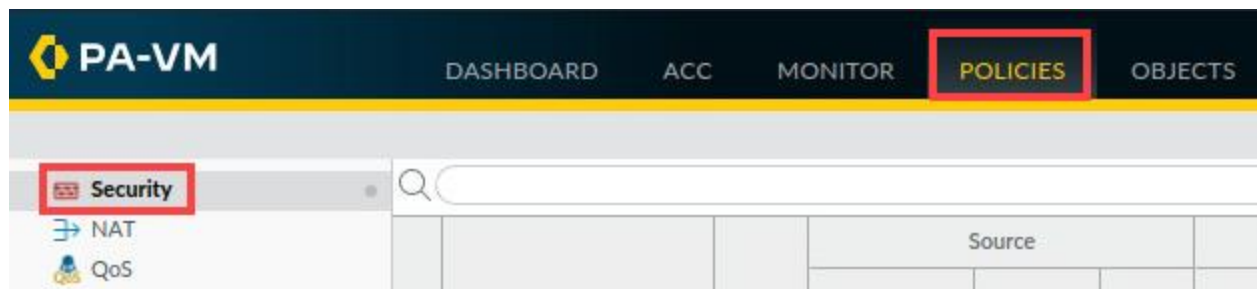 PA-VM
DASHBOARD ACC MONITOR POLICIES OBJECTS
Security
NAT
QoS
Source